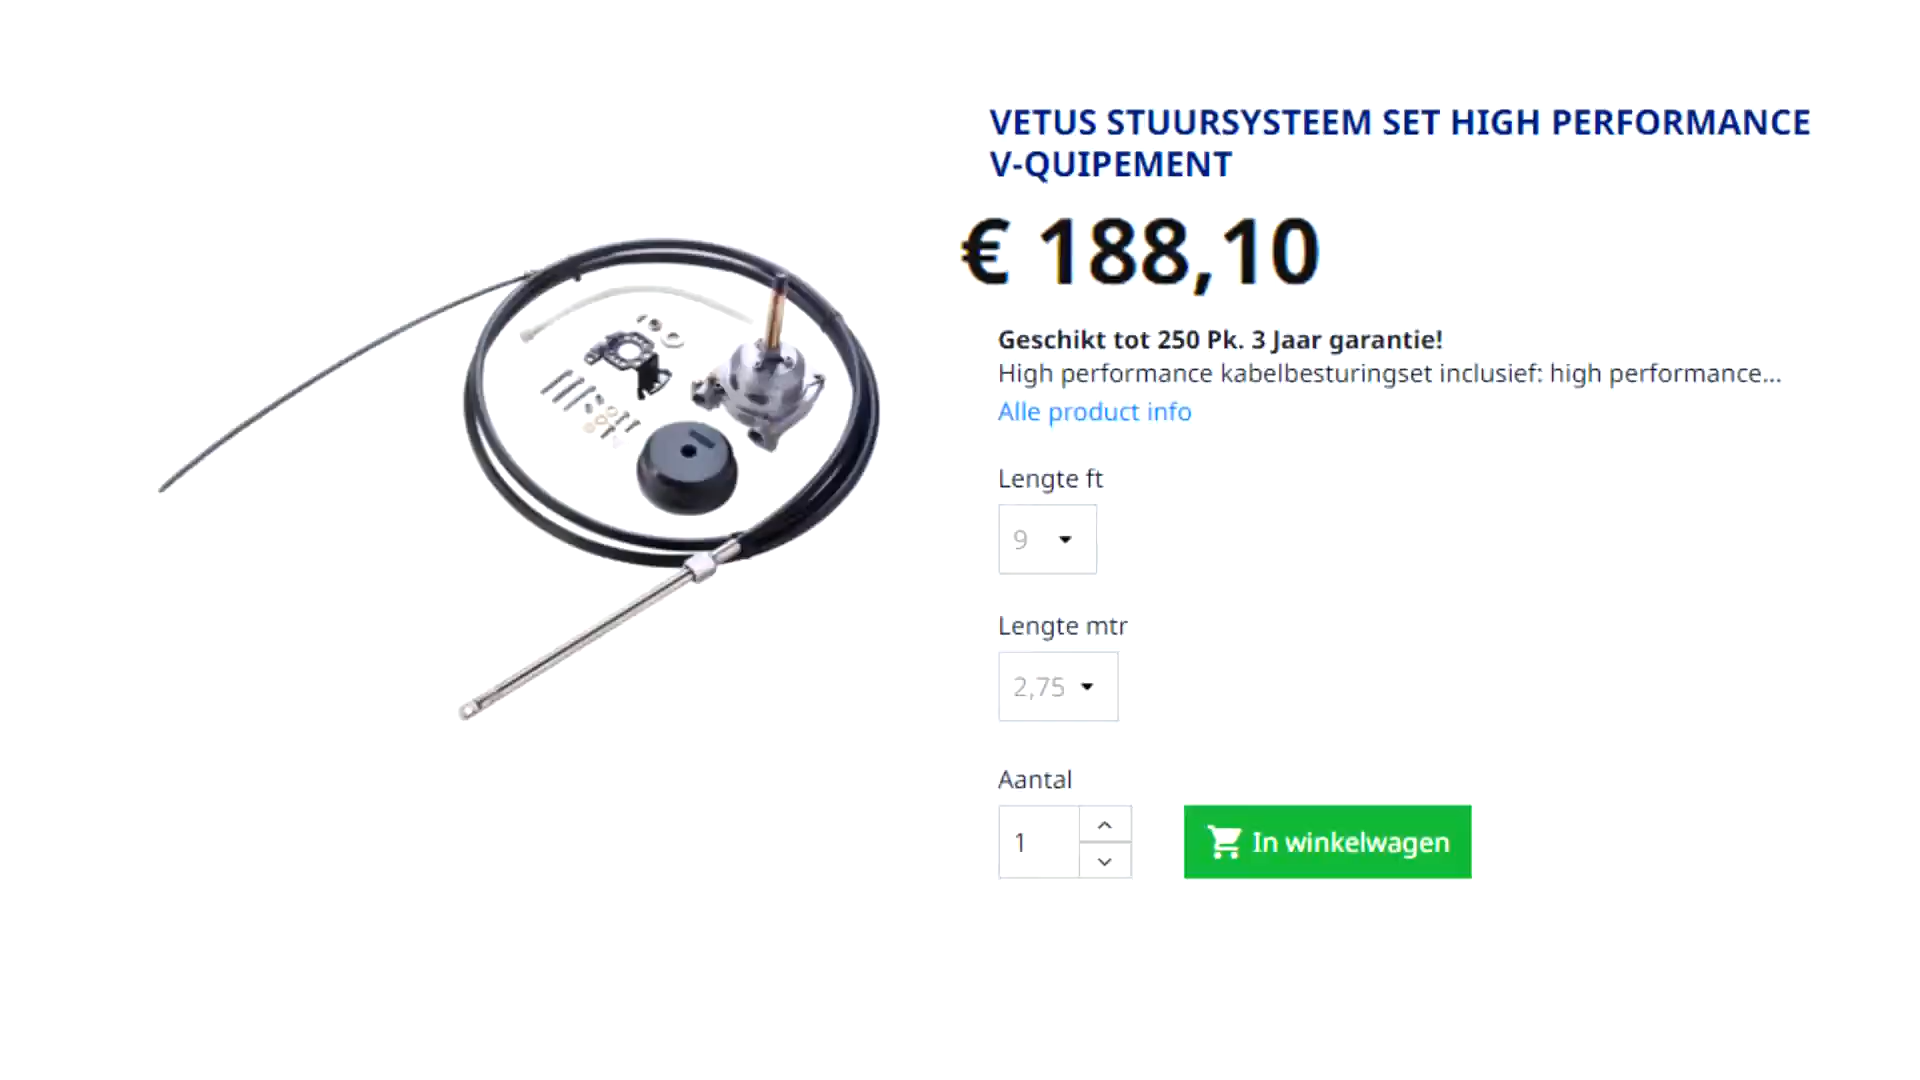 VETUS STUURSYSTEEM SET HIGH PERFORMANCE
V-QUIPEMENT
€ 188,10
Geschikt tot 250 Pk. 3 Jaar garantie!
High performance kabelbesturingset inclusief: high performance...
Alle product info
Lengte ft
9
Lengte mtr
2,75
Aantal
1
In winkelwagen